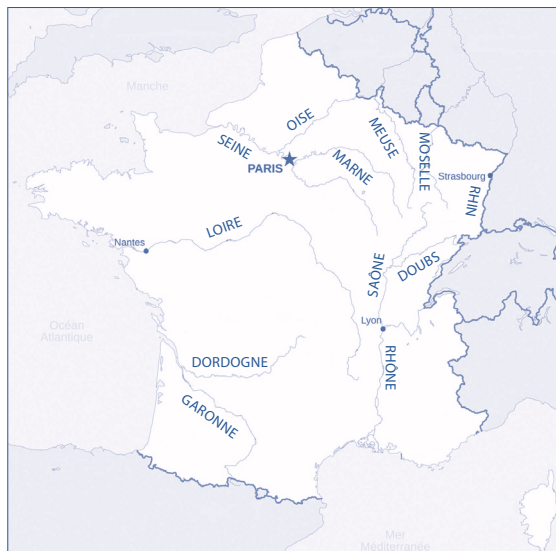 Manche
OISE
MEUSE
SEINE
MOSELLE
PARIS
MARNE
Strasbourg
RHIN
LOIRE
Nantes
SAÔNE
DOUBS
Océan
Atlantique
Lyon
DORDOGNE
RHÔNE
GARONNE
Mer
Méditerranée